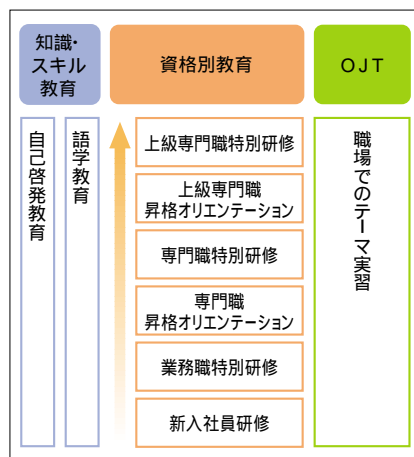 知識・
スキル
教育
資格別教育
OJT
自己啓発教育
語学教育
上級専門職特別研修
上級専門職
昇格オリエンテーション
専門職特別研修
専門職
昇格オリエンテーション
業務職特別研修
新入社員研修
職場でのテーマ実習